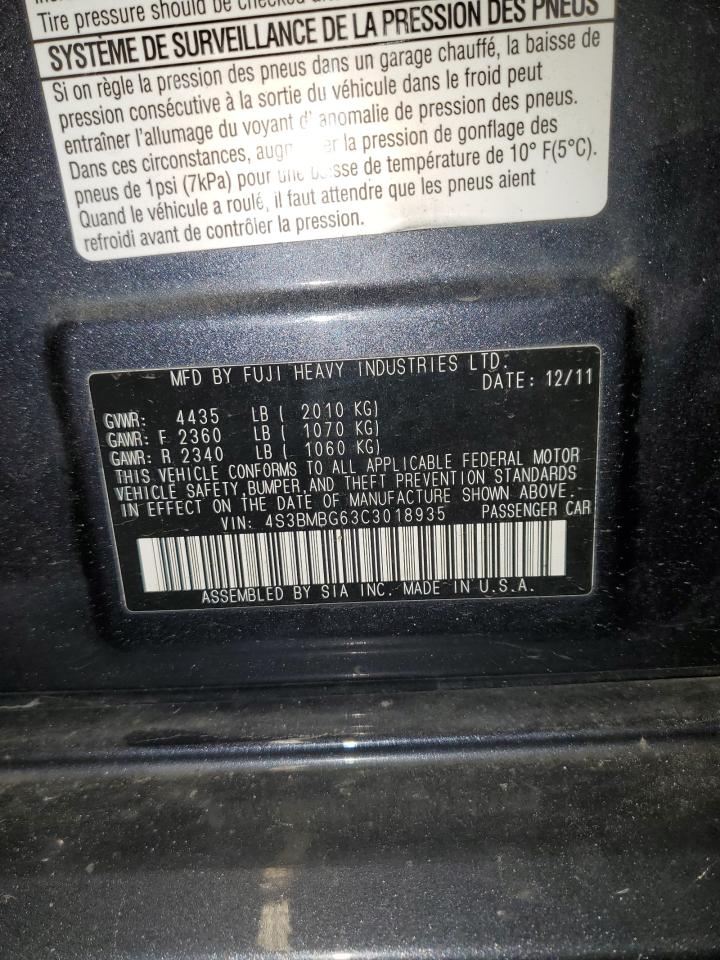 Tire pressure should be checked
SYSTÈME DE SURVEILLANCE DE LA PRESSION DES PNEUS
Si on règle la pression des pneus dans un garage chauffé, la baisse de
pression consécutive à la sortie du véhicule dans le froid peut
entraîner l'allumage du voyant d'anomalie de pression des pneus.
Dans ces circonstances, la pression de gonflage des
pneus de 1psi (7kPa) pour une baisse de température de 10° F(5°C).
Quand le véhicule a roulé, il faut attendre que les pneus aient
refroidi avant de contrôler la pression.
MFD BY FUJI HEAVY INDUSTRIES LTD.
DATE: 12/11
GVWR: 4435 LB ( 2010 KG)
GAWR: F 2360 LB ( 1070 KG)
GAWR: R 2340 LB ( 1060 KG)
THIS VEHICLE CONFORMS TO ALL APPLICABLE FEDERAL MOTOR
VEHICLE SAFETY, BUMPER, AND THEFT PREVENTION STANDARDS
IN EFFECT ON THE DATE OF MANUFACTURE SHOWN ABOVE.
VIN: 4S3BMBG63C3018935 PASSENGER CAR
ASSEMBLED BY SIA INC. MADE IN U.S.A.